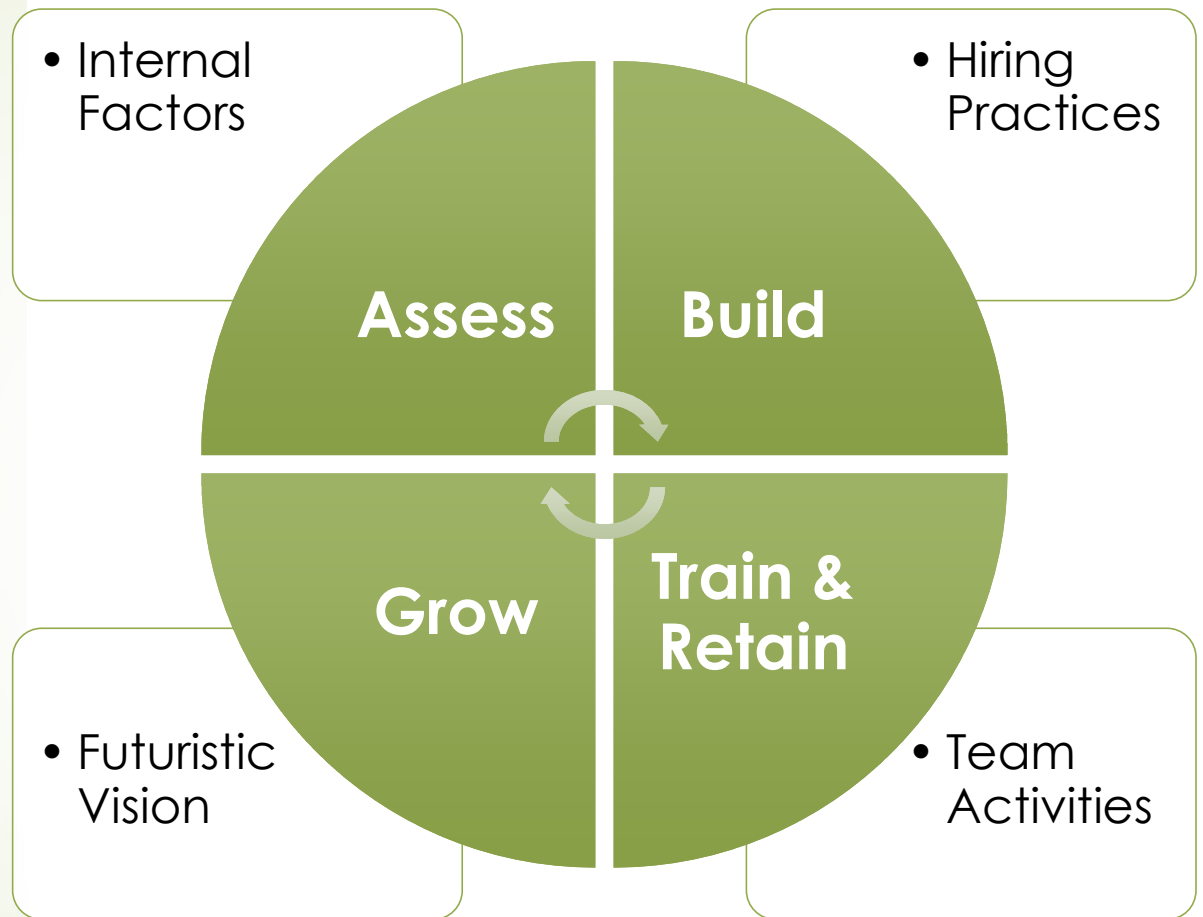 • Internal
Factors
• Hiring
Practices
Assess
Build
Grow
Train &
Retain
• Futuristic
Vision
• Team
Activities